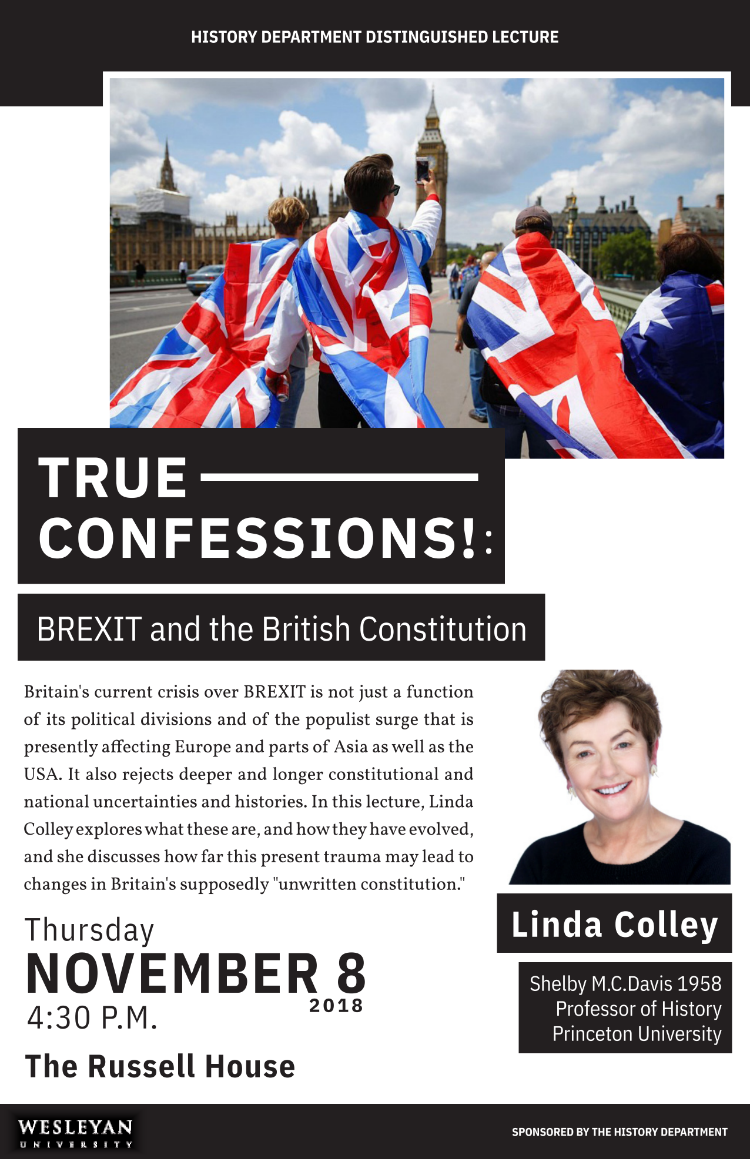 HISTORY DEPARTMENT DISTINGUISHED LECTURE
TRUE
CONFESSIONS!:
BREXIT and the British Constitution
Britain's current crisis over BREXIT is not just a function
of its political divisions and of the populist surge that is
presently affecting Europe and parts of Asia as well as the
USA. It also rejects deeper and longer constitutional and
national uncertainties and histories. In this lecture, Linda
Colley explores what these are, and how they have evolved,
and she discusses how far this present trauma may lead to
changes in Britain's supposedly "unwritten constitution."
Thursday
NOVEMBER 8
2018
4:30 P.M.
The Russell House
Linda Colley
Shelby M.C.Davis 1958
Professor of History
Princeton University
WESLEYAN
UNIVERSITY
SPONSORED BY THE HISTORY DEPARTMENT